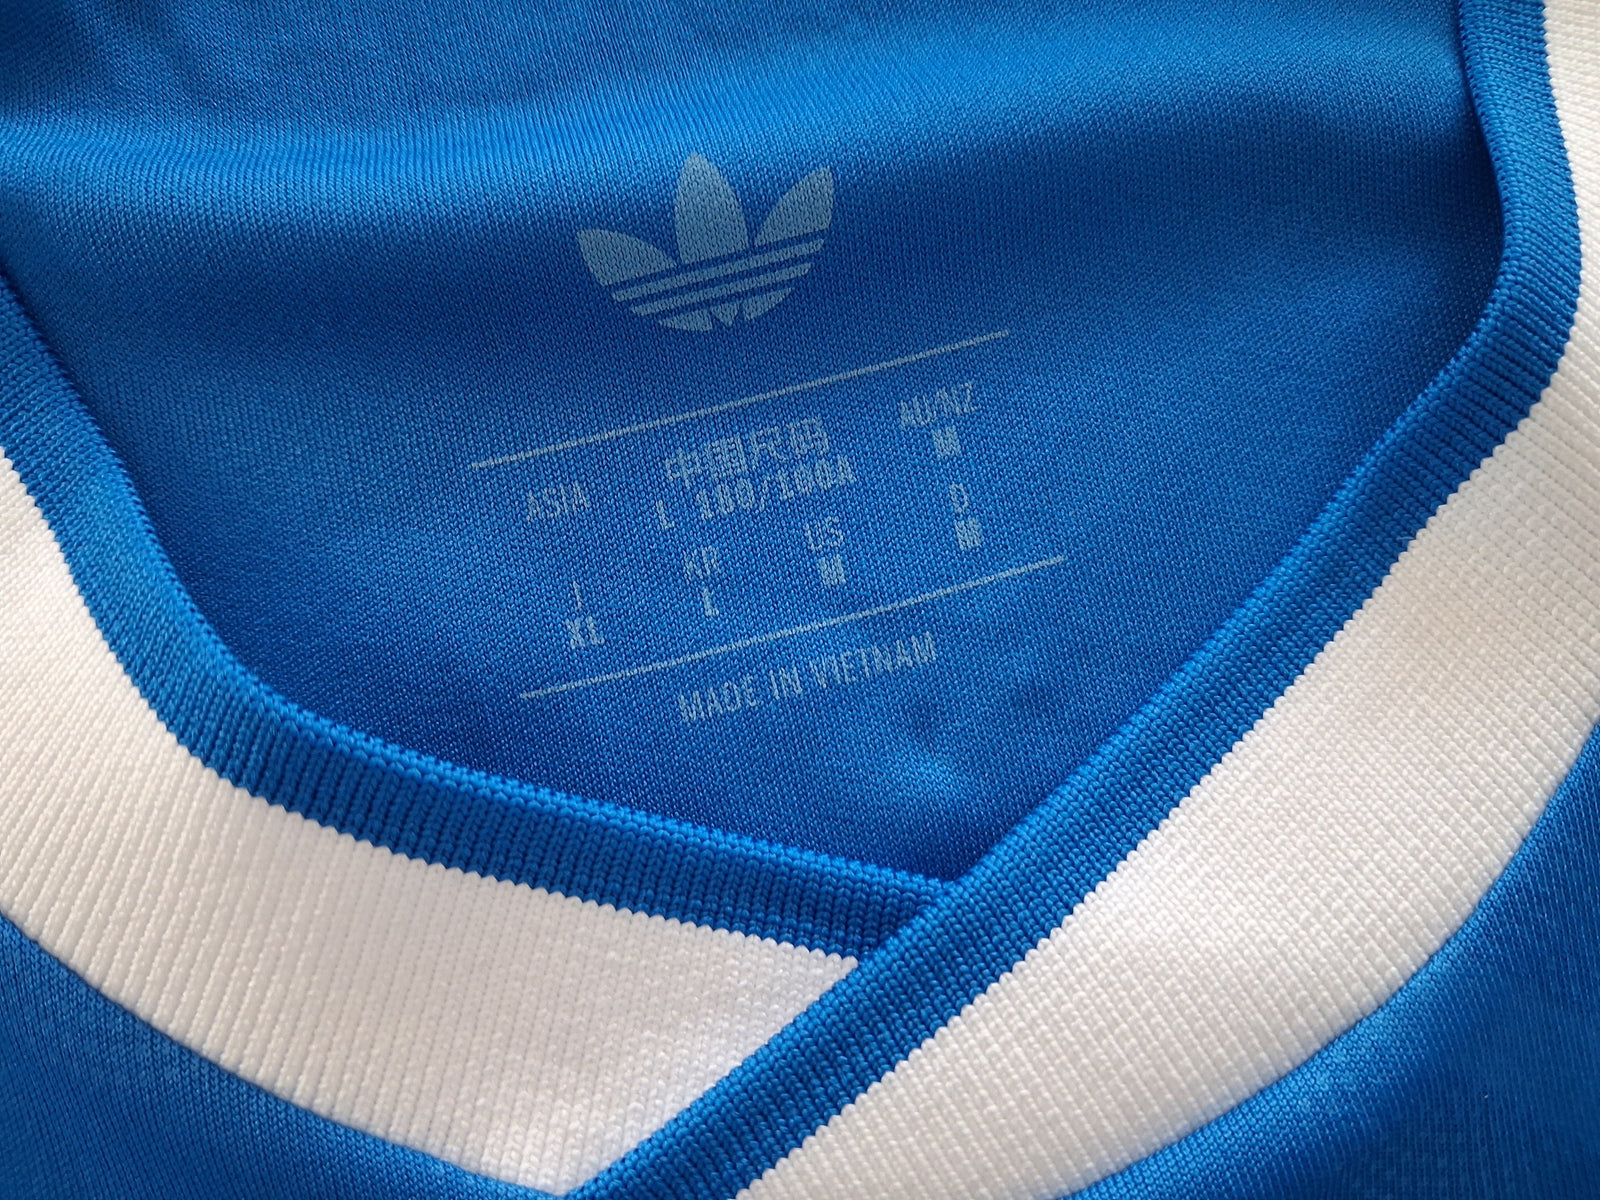 ASIA 中国尺码 AU/NZ
L 180/100A M
J KR US D
XL L M M
MADE IN VIETNAM